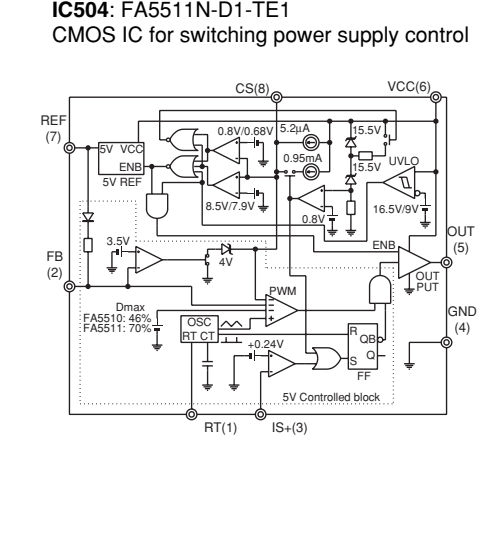 IC504: FA5511N-D1-TE1
CMOS IC for switching power supply control
CS(8)
VCC(6)
REF
(7)
0.8V/0.68V
5.2μA
15.5V
5V VCC
ENB
5V REF
0.95mA
15.5V
UVLO
8.5V/7.9V
0.8V
16.5V/9V
OUT
(5)
3.5V
ENB
FB
(2)
4V
OUT
PUT
PWM
Dmax
FA5510: 46%
FA5511: 70%
GND
(4)
OSC
RT CT
R
QB
Q
S
FF
+0.24V
5V Controlled block
RT(1)
IS+(3)